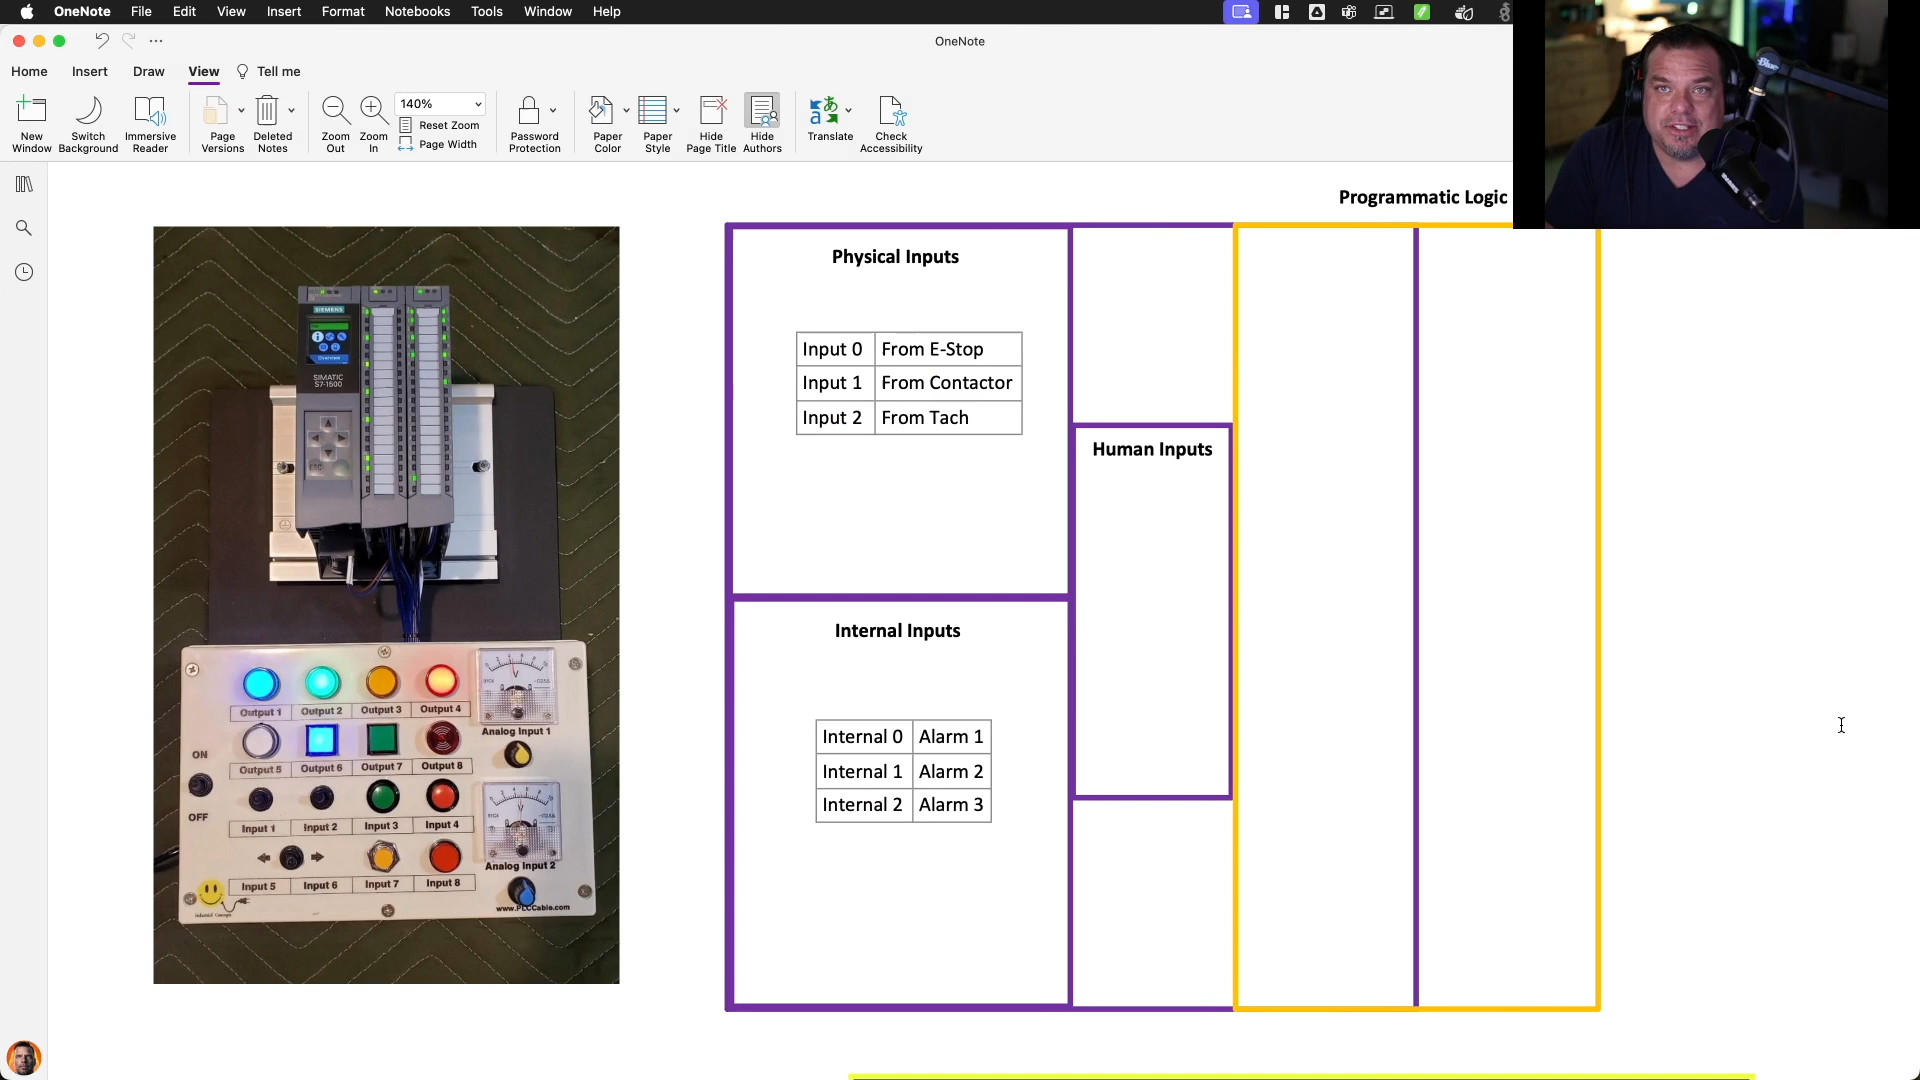 OneNote File Edit View Insert Format Notebooks Tools Window Help
OneNote
Home Insert Draw View Tell me
New Window
Switch Background
Immersive Reader
Page Versions
Deleted Notes
Zoom Out
Zoom In
140%
Reset Zoom
Page Width
Password Protection
Paper Color
Paper Style
Hide Page Title
Hide Authors
Translate
Check Accessibility
Programmatic Logic
Physical Inputs
Input 0 From E-Stop
Input 1 From Contactor
Input 2 From Tach
Human Inputs
Internal Inputs
Internal 0 Alarm 1
Internal 1 Alarm 2
Internal 2 Alarm 3
SIEMENS
Overview
SIMATIC
S7-1500
ESC
Output 1 Output 2 Output 3 Output 4
Analog Input 1
ON
Output 5 Output 6 Output 7 Output 8
OFF
Input 1 Input 2 Input 3 Input 4
Analog Input 2
Input 5 Input 6 Input 7 Input 8
www.PLCCable.com
Blue